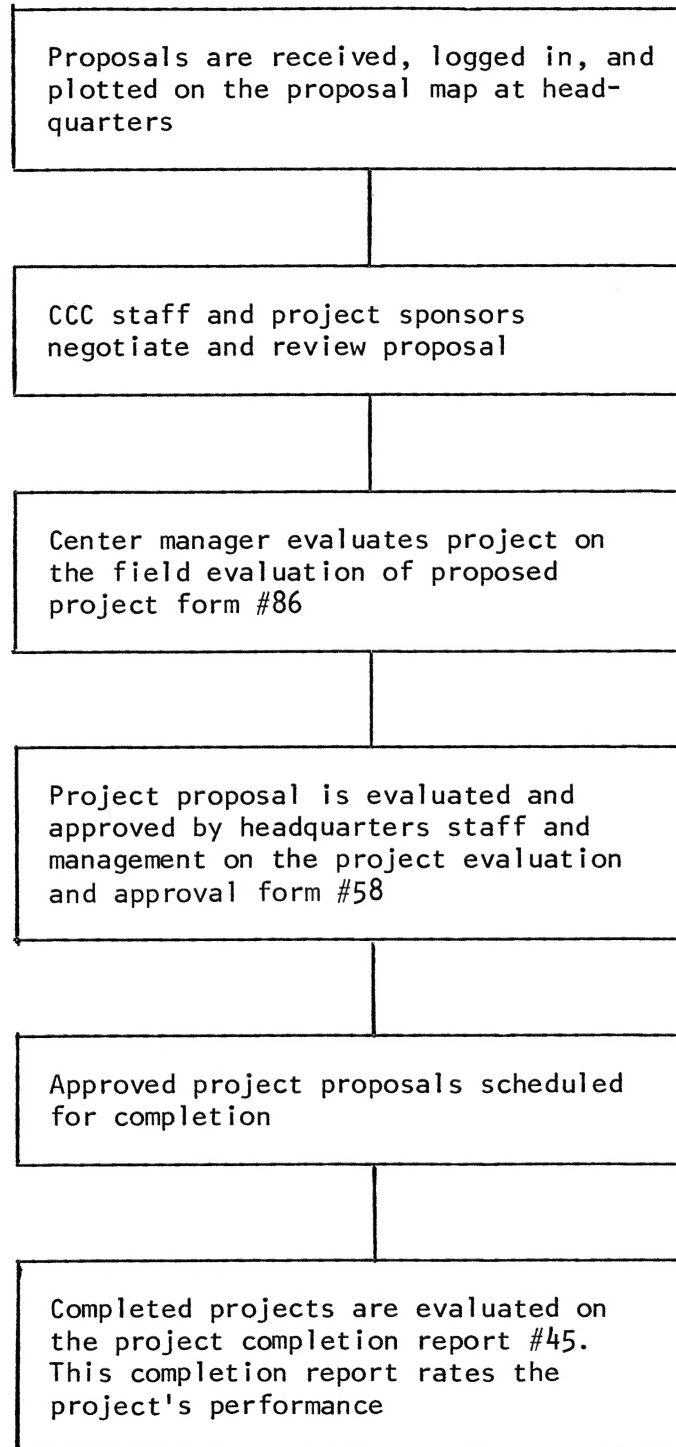 Proposals are received, logged in, and
plotted on the proposal map at head-
quarters
CCC staff and project sponsors
negotiate and review proposal
Center manager evaluates project on
the field evaluation of proposed
project form #86
Project proposal is evaluated and
approved by headquarters staff and
management on the project evaluation
and approval form #58
Approved project proposals scheduled
for completion
Completed projects are evaluated on
the project completion report #45.
This completion report rates the
project's performance